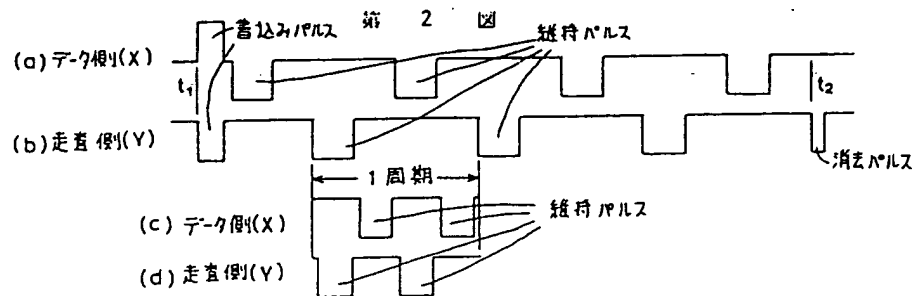 第 2 図
書込みパルス
維持パルス
(a) データ側(X)
t₁
t₂
(b) 走査側(Y)
消去パルス
1 周期
(c) データ側(X)
維持パルス
(d) 走査側(Y)